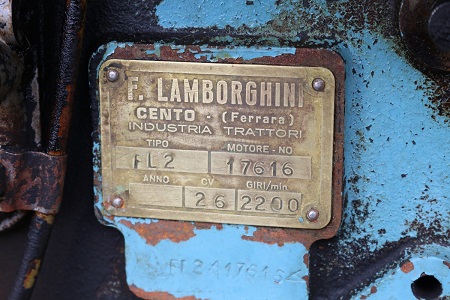 F. LAMBORGHINI
CENTO - (Ferrara)
INDUSTRIA TRATTORI
TIPO MOTORE - NO
FL2 17616
ANNO CV GIRI/min
26 2200